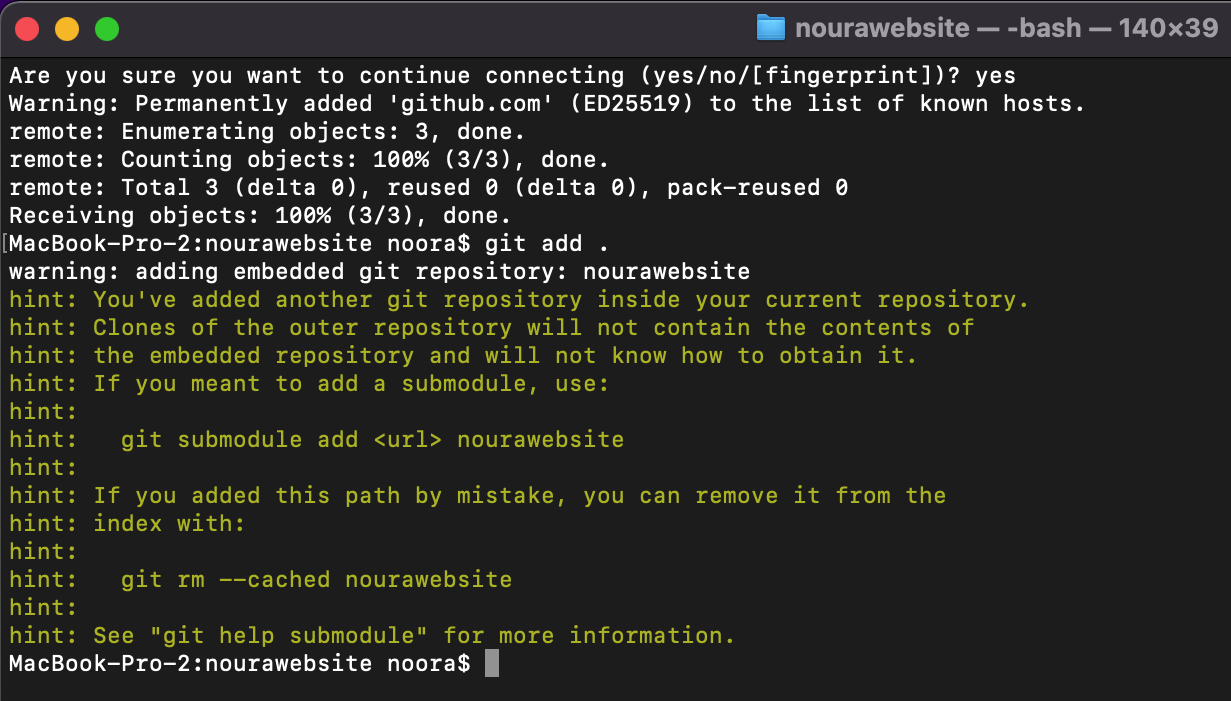 nourawebsite — -bash — 140×39
Are you sure you want to continue connecting (yes/no/[fingerprint])? yes
Warning: Permanently added 'github.com' (ED25519) to the list of known hosts.
remote: Enumerating objects: 3, done.
remote: Counting objects: 100% (3/3), done.
remote: Total 3 (delta 0), reused 0 (delta 0), pack-reused 0
Receiving objects: 100% (3/3), done.
[MacBook-Pro-2:nourawebsite noora$ git add .
warning: adding embedded git repository: nourawebsite
hint: You've added another git repository inside your current repository.
hint: Clones of the outer repository will not contain the contents of
hint: the embedded repository and will not know how to obtain it.
hint: If you meant to add a submodule, use:
hint:
hint:   git submodule add <url> nourawebsite
hint:
hint: If you added this path by mistake, you can remove it from the
hint: index with:
hint:
hint:   git rm --cached nourawebsite
hint:
hint: See "git help submodule" for more information.
MacBook-Pro-2:nourawebsite noora$